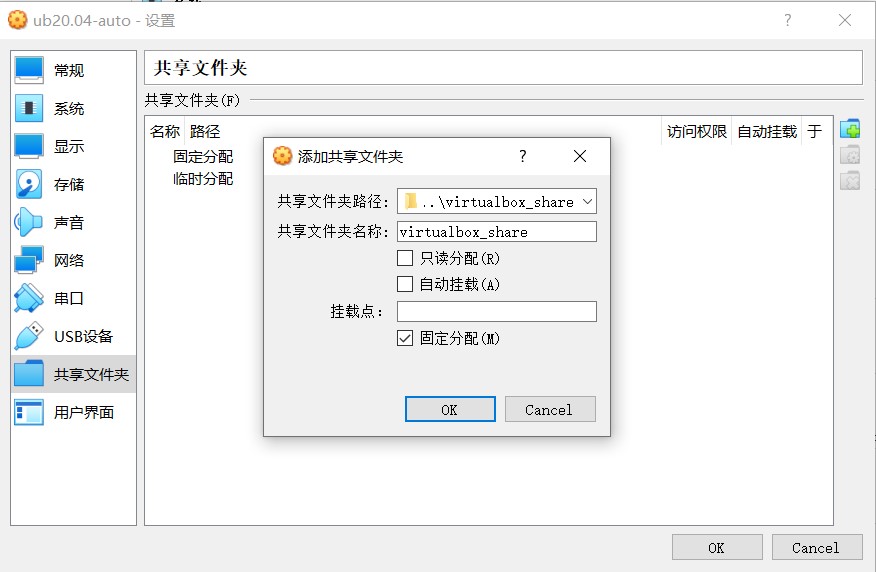 ub20.04-auto - 设置
?
常规
系统
显示
存储
声音
网络
串口
USB设备
共享文件夹
用户界面
共享文件夹
共享文件夹(F)
名称 路径 访问权限 自动挂载 于
固定分配
临时分配
添加共享文件夹 ?
共享文件夹路径: ..\virtualbox_share
共享文件夹名称: virtualbox_share
只读分配(R)
自动挂载(A)
挂载点:
固定分配(M)
OK Cancel
OK Cancel